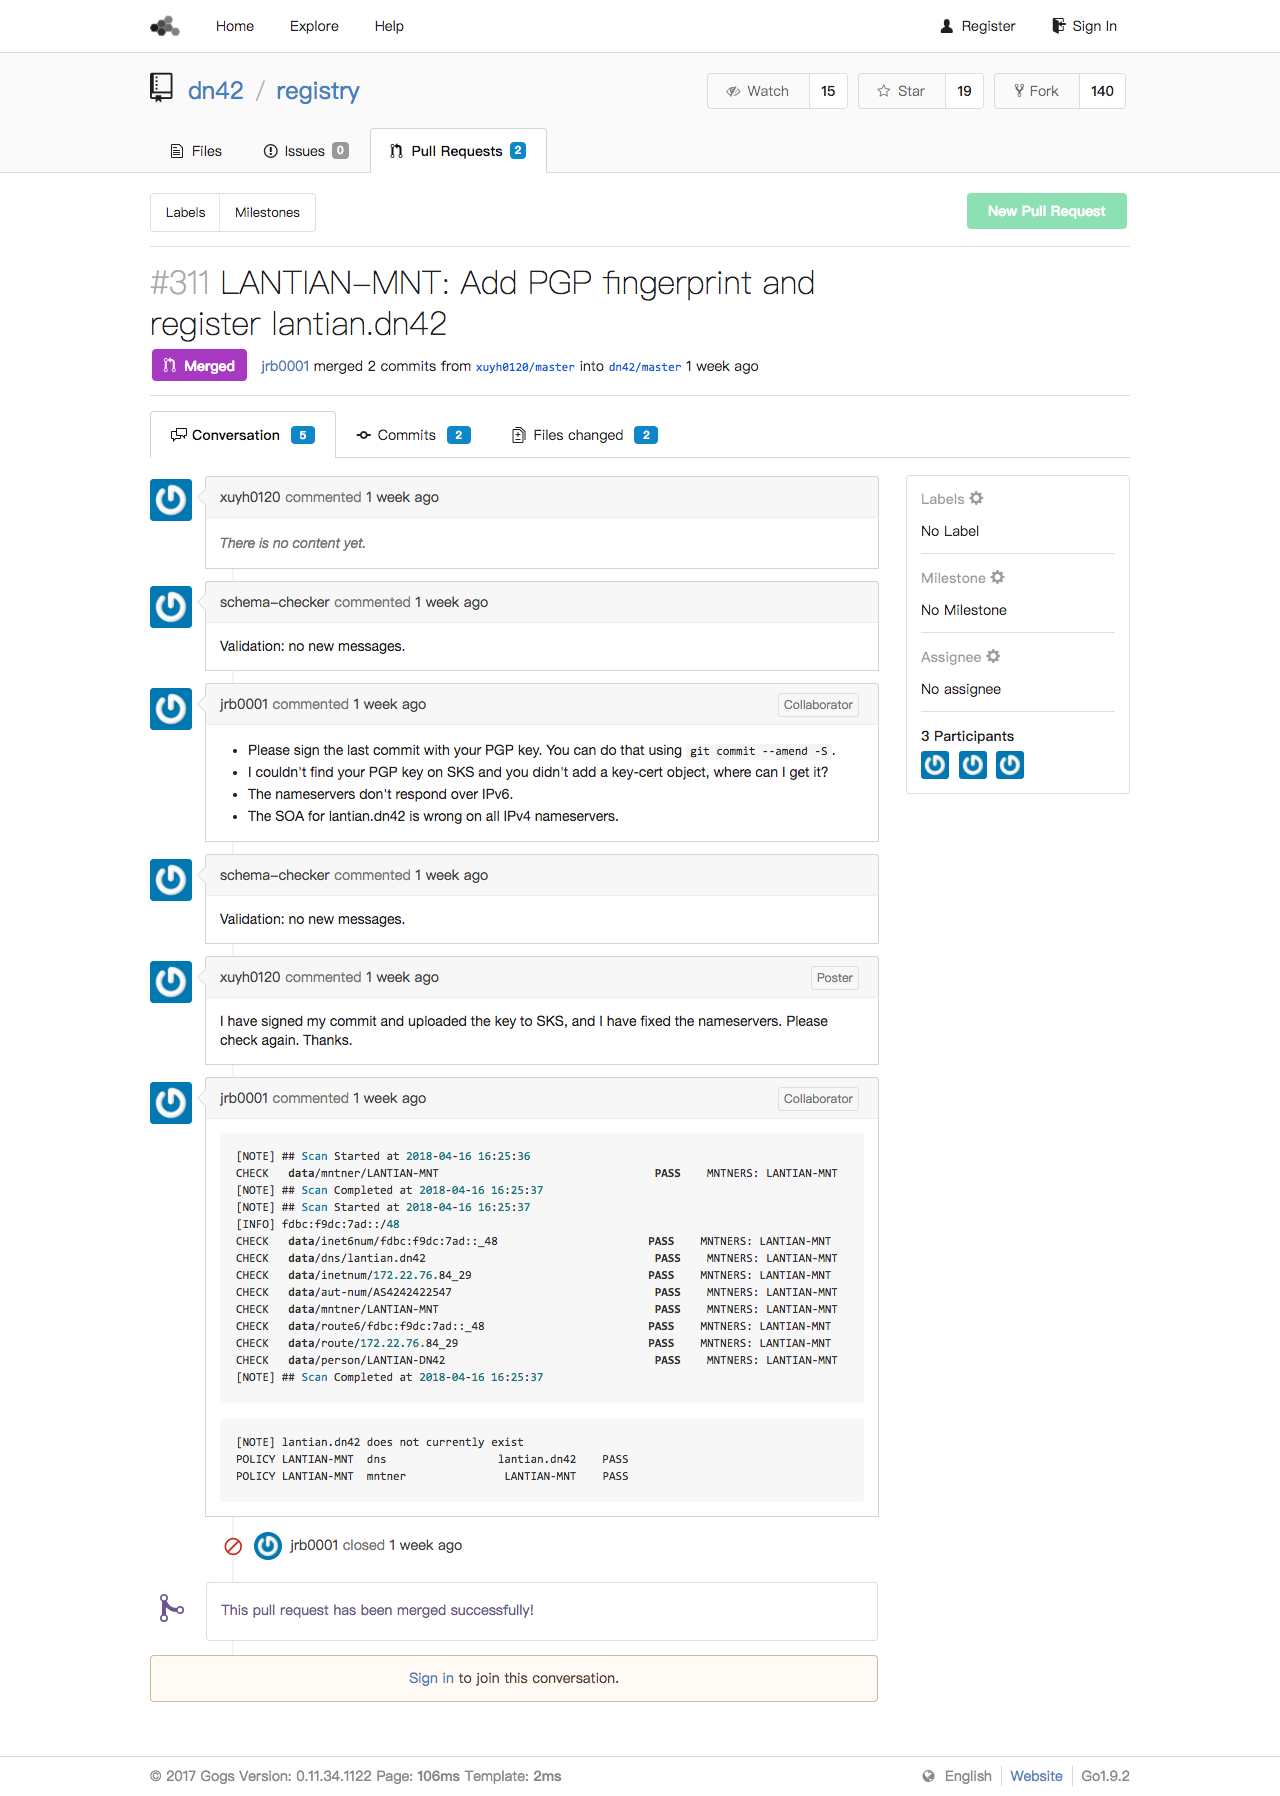 Home Explore Help Register Sign In
dn42 / registry
Watch 15 Star 19 Fork 140
Files Issues 0 Pull Requests 2
Labels Milestones New Pull Request
#311 LANTIAN-MNT: Add PGP fingerprint and
register lantian.dn42
Merged jrb0001 merged 2 commits from xuyh0120/master into dn42/master 1 week ago
Conversation 5 Commits 2 Files changed 2
xuyh0120 commented 1 week ago
There is no content yet.
schema-checker commented 1 week ago
Validation: no new messages.
jrb0001 commented 1 week ago Collaborator
• Please sign the last commit with your PGP key. You can do that using git commit --amend -S.
• I couldn't find your PGP key on SKS and you didn't add a key-cert object, where can I get it?
• The nameservers don't respond over IPv6.
• The SOA for lantian.dn42 is wrong on all IPv4 nameservers.
schema-checker commented 1 week ago
Validation: no new messages.
xuyh0120 commented 1 week ago Poster
I have signed my commit and uploaded the key to SKS, and I have fixed the nameservers. Please
check again. Thanks.
jrb0001 commented 1 week ago Collaborator
[NOTE] ## Scan Started at 2018-04-16 16:25:36
CHECK data/mntner/LANTIAN-MNT PASS MNTNERS: LANTIAN-MNT
[NOTE] ## Scan Completed at 2018-04-16 16:25:37
[NOTE] ## Scan Started at 2018-04-16 16:25:37
[INFO] fdbc:f9dc:7ad::/48
CHECK data/inet6num/fdbc:f9dc:7ad::_48 PASS MNTNERS: LANTIAN-MNT
CHECK data/dns/lantian.dn42 PASS MNTNERS: LANTIAN-MNT
CHECK data/inetnum/172.22.76.84_29 PASS MNTNERS: LANTIAN-MNT
CHECK data/aut-num/AS4242422547 PASS MNTNERS: LANTIAN-MNT
CHECK data/mntner/LANTIAN-MNT PASS MNTNERS: LANTIAN-MNT
CHECK data/route6/fdbc:f9dc:7ad::_48 PASS MNTNERS: LANTIAN-MNT
CHECK data/route/172.22.76.84_29 PASS MNTNERS: LANTIAN-MNT
CHECK data/person/LANTIAN-DN42 PASS MNTNERS: LANTIAN-MNT
[NOTE] ## Scan Completed at 2018-04-16 16:25:37
[NOTE] lantian.dn42 does not currently exist
POLICY LANTIAN-MNT dns lantian.dn42 PASS
POLICY LANTIAN-MNT mntner LANTIAN-MNT PASS
jrb0001 closed 1 week ago
This pull request has been merged successfully!
Sign in to join this conversation.
Labels
No Label
Milestone
No Milestone
Assignee
No assignee
3 Participants
© 2017 Gogs Version: 0.11.34.1122 Page: 106ms Template: 2ms English Website Go1.9.2